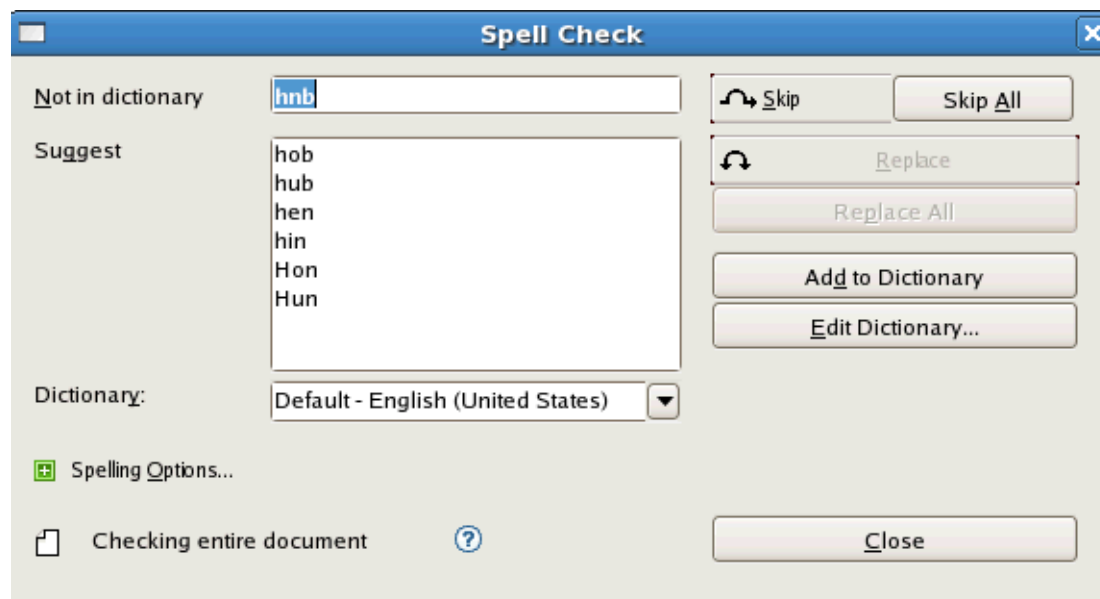 Spell Check
Not in dictionary
hnb
Skip
Skip All
Suggest
hob
hub
hen
hin
Hon
Hun
Replace
Replace All
Add to Dictionary
Edit Dictionary...
Dictionary:
Default - English (United States)
Spelling Options...
Checking entire document
?
Close